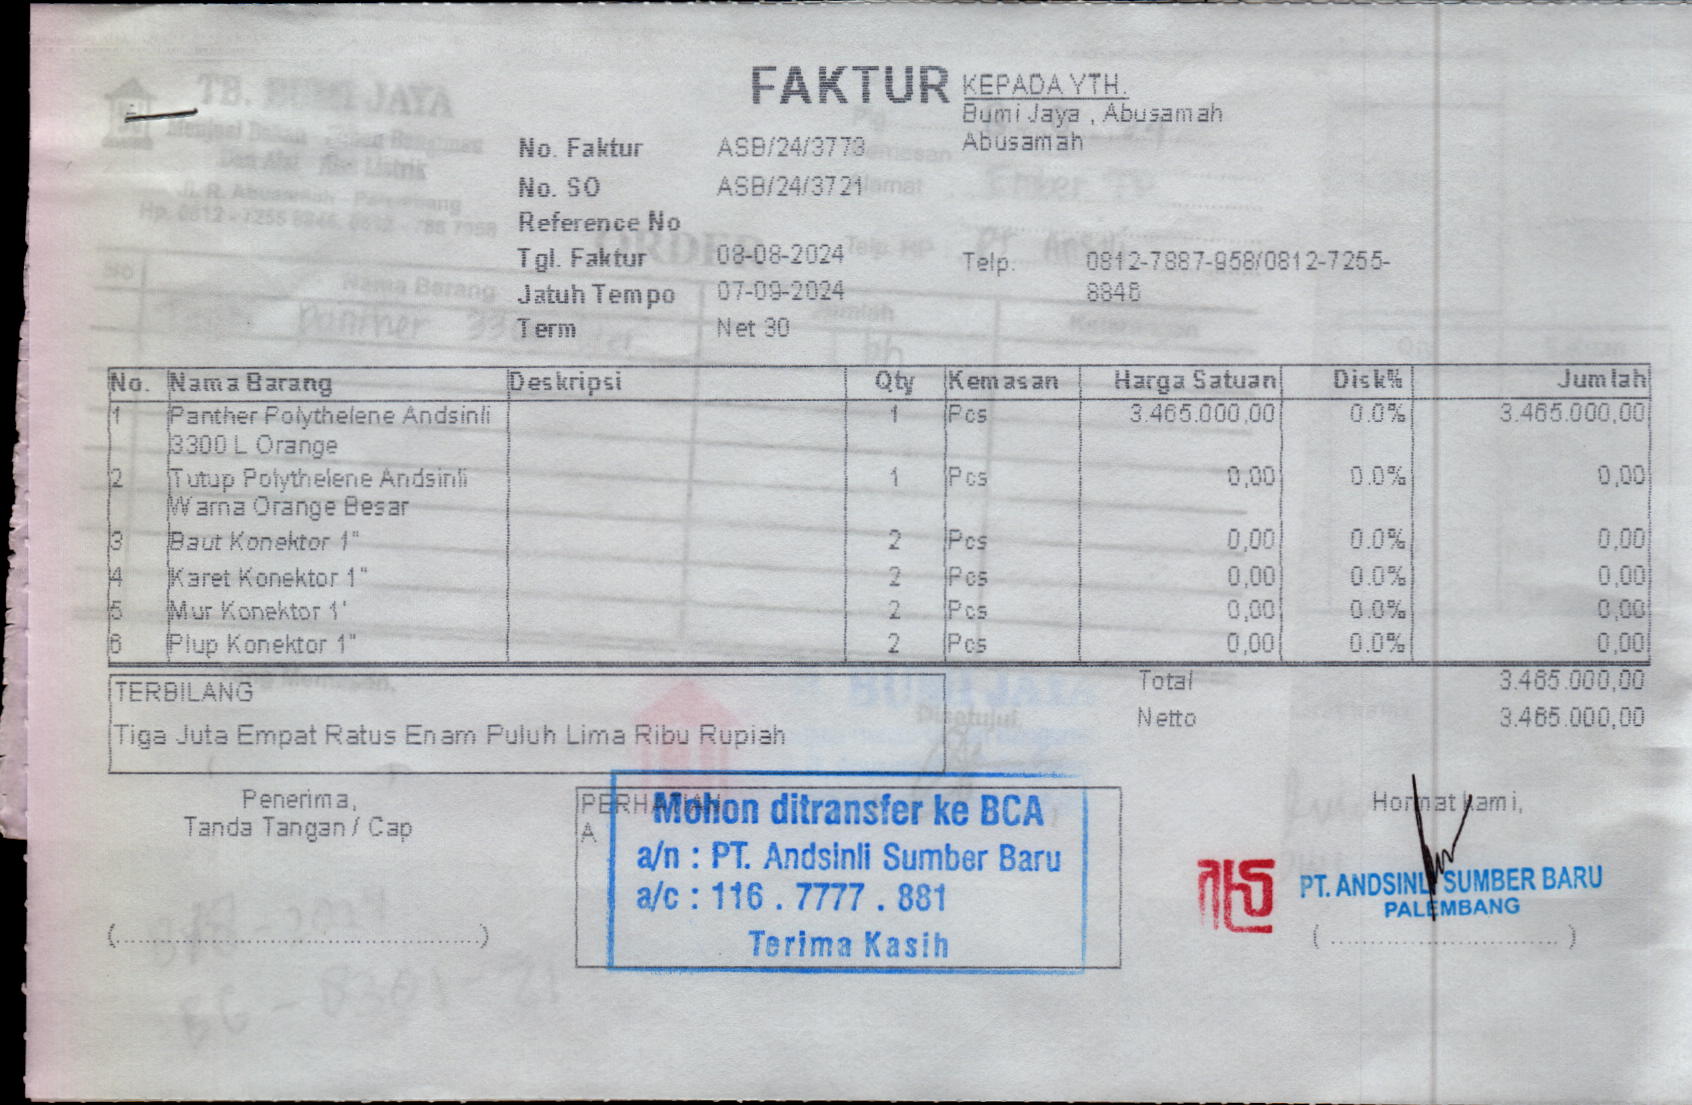 FAKTUR
KEPADA YTH.
Bumi Jaya , Abusamah
Abusamah
No. Faktur ASB/24/3773
No. SO ASB/24/3721
Reference No
Tgl. Faktur 08-08-2024
Telp. 0812-7887-958/0812-7255-
8846
Jatuh Tempo 07-09-2024
Term Net 30
No. Nama Barang Deskripsi Qty Kemasan Harga Satuan Disk% Jumlah
1 Panther Polythelene Andsinli 1 Pcs 3.465.000,00 0.0% 3.465.000,00
3300 L Orange
2 Tutup Polythelene Andsinli 1 Pcs 0,00 0.0% 0,00
Warna Orange Besar
3 Baut Konektor 1" 2 Pcs 0,00 0.0% 0,00
4 Karet Konektor 1" 2 Pcs 0,00 0.0% 0,00
5 Mur Konektor 1' 2 Pcs 0,00 0.0% 0,00
6 Plup Konektor 1" 2 Pcs 0,00 0.0% 0,00
Total 3.465.000,00
Netto 3.465.000,00
TERBILANG
Tiga Juta Empat Ratus Enam Puluh Lima Ribu Rupiah
Penerima,
Tanda Tangan / Cap
(..............................................)
Mohon ditransfer ke BCA
a/n : PT. Andsinli Sumber Baru
a/c : 116 . 7777 . 881
Terima Kasih
Hormat kami,
PT. ANDSINLI SUMBER BARU
PALEMBANG
( ............................. )
TB. BUMI JAYA
ORDER
Nama Barang
Jumlah
Panther